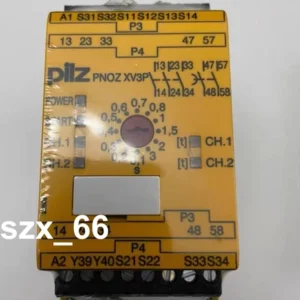 A1 S31S32S11S12S13S14
P3
13 23 33 47 57
P4
pilz PNOZ XV3P 13 23 33 47 57
14 24 34 48 58
POWER
START
CH.1
CH.2
0,6 0,7 0,8 0,9 1 1,5 2 3
0,5 0,4 0,3 0,2 0,1
s
[t] CH.1
[t] CH.2
szx_66
14
P3
48 58
P4
A2 Y39Y40S21S22 S33S34